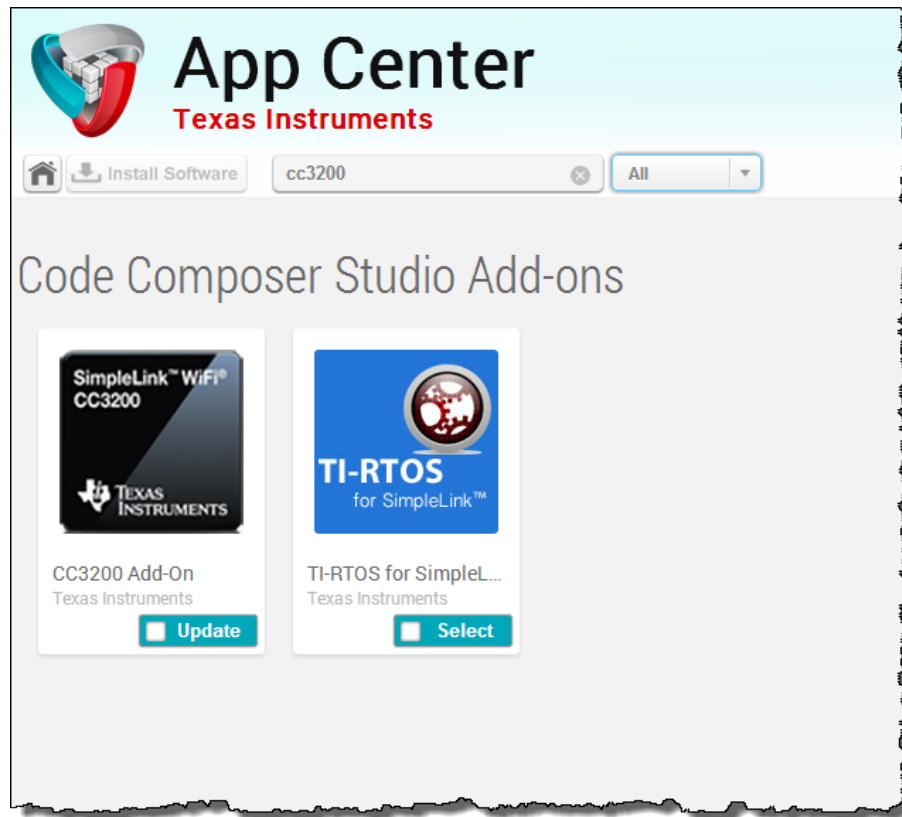 App Center
Texas Instruments
Install Software
cc3200
All
Code Composer Studio Add-ons
SimpleLink™ WiFi®
CC3200
TEXAS
INSTRUMENTS
TI-RTOS
for SimpleLink™
CC3200 Add-On
Texas Instruments
Update
TI-RTOS for SimpleL...
Texas Instruments
Select